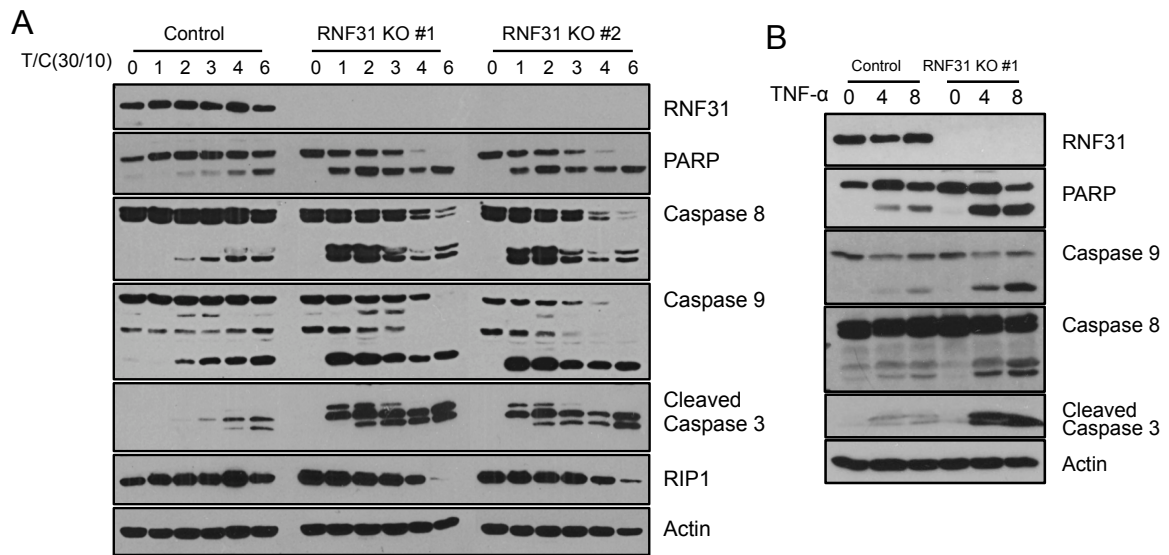 A
Control RNF31 KO #1 RNF31 KO #2
T/C(30/10) 0 1 2 3 4 6 0 1 2 3 4 6 0 1 2 3 4 6
RNF31
PARP
Caspase 8
Caspase 9
Cleaved
Caspase 3
RIP1
Actin
B
Control RNF31 KO #1
TNF-α 0 4 8 0 4 8
RNF31
PARP
Caspase 9
Caspase 8
Cleaved
Caspase 3
Actin